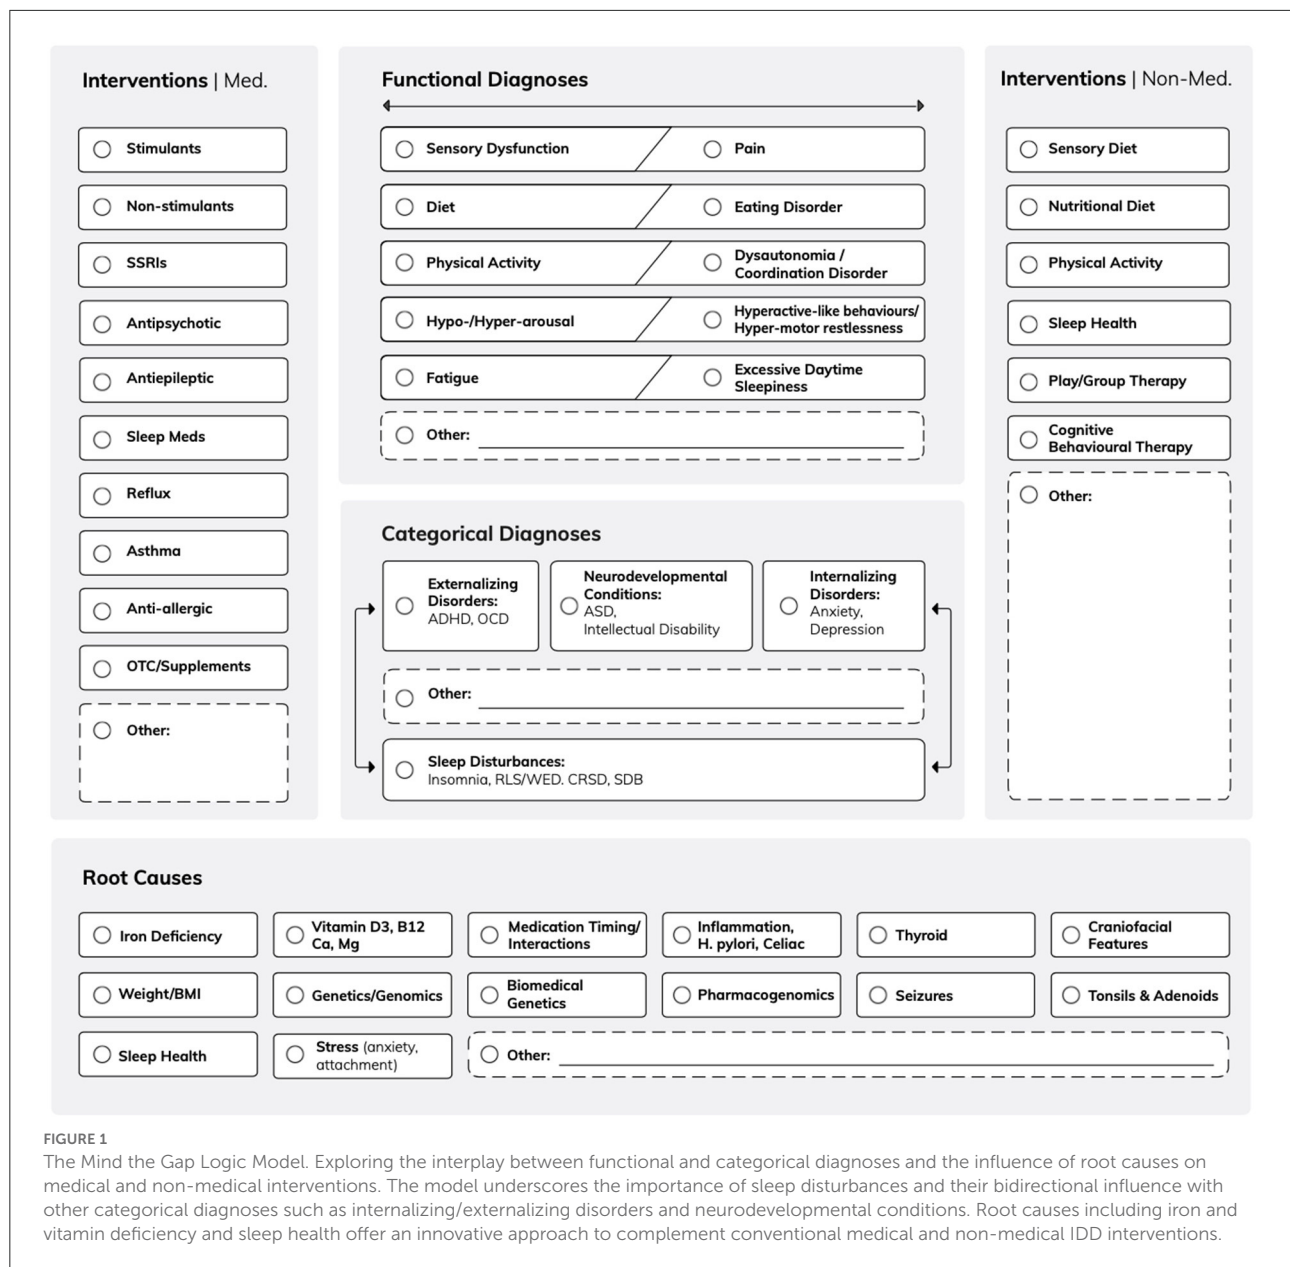 Interventions | Med.
Stimulants
Non-stimulants
SSRIs
Antipsychotic
Antiepileptic
Sleep Meds
Reflux
Asthma
Anti-allergic
OTC/Supplements
Other:
Functional Diagnoses
Sensory Dysfunction
Pain
Diet
Eating Disorder
Physical Activity
Dysautonomia /
Coordination Disorder
Hypo-/Hyper-arousal
Hyperactive-like behaviours/
Hyper-motor restlessness
Fatigue
Excessive Daytime
Sleepiness
Other:
Categorical Diagnoses
Externalizing
Disorders:
ADHD, OCD
Neurodevelopmental
Conditions:
ASD,
Intellectual Disability
Internalizing
Disorders:
Anxiety,
Depression
Other:
Sleep Disturbances:
Insomnia, RLS/WED. CRSD, SDB
Interventions | Non-Med.
Sensory Diet
Nutritional Diet
Physical Activity
Sleep Health
Play/Group Therapy
Cognitive
Behavioural Therapy
Other:
Root Causes
Iron Deficiency
Vitamin D3, B12
Ca, Mg
Medication Timing/
Interactions
Inflammation,
H. pylori, Celiac
Thyroid
Craniofacial
Features
Weight/BMI
Genetics/Genomics
Biomedical
Genetics
Pharmacogenomics
Seizures
Tonsils & Adenoids
Sleep Health
Stress (anxiety,
attachment)
Other:
FIGURE 1
The Mind the Gap Logic Model. Exploring the interplay between functional and categorical diagnoses and the influence of root causes on
medical and non-medical interventions. The model underscores the importance of sleep disturbances and their bidirectional influence with
other categorical diagnoses such as internalizing/externalizing disorders and neurodevelopmental conditions. Root causes including iron and
vitamin deficiency and sleep health offer an innovative approach to complement conventional medical and non-medical IDD interventions.